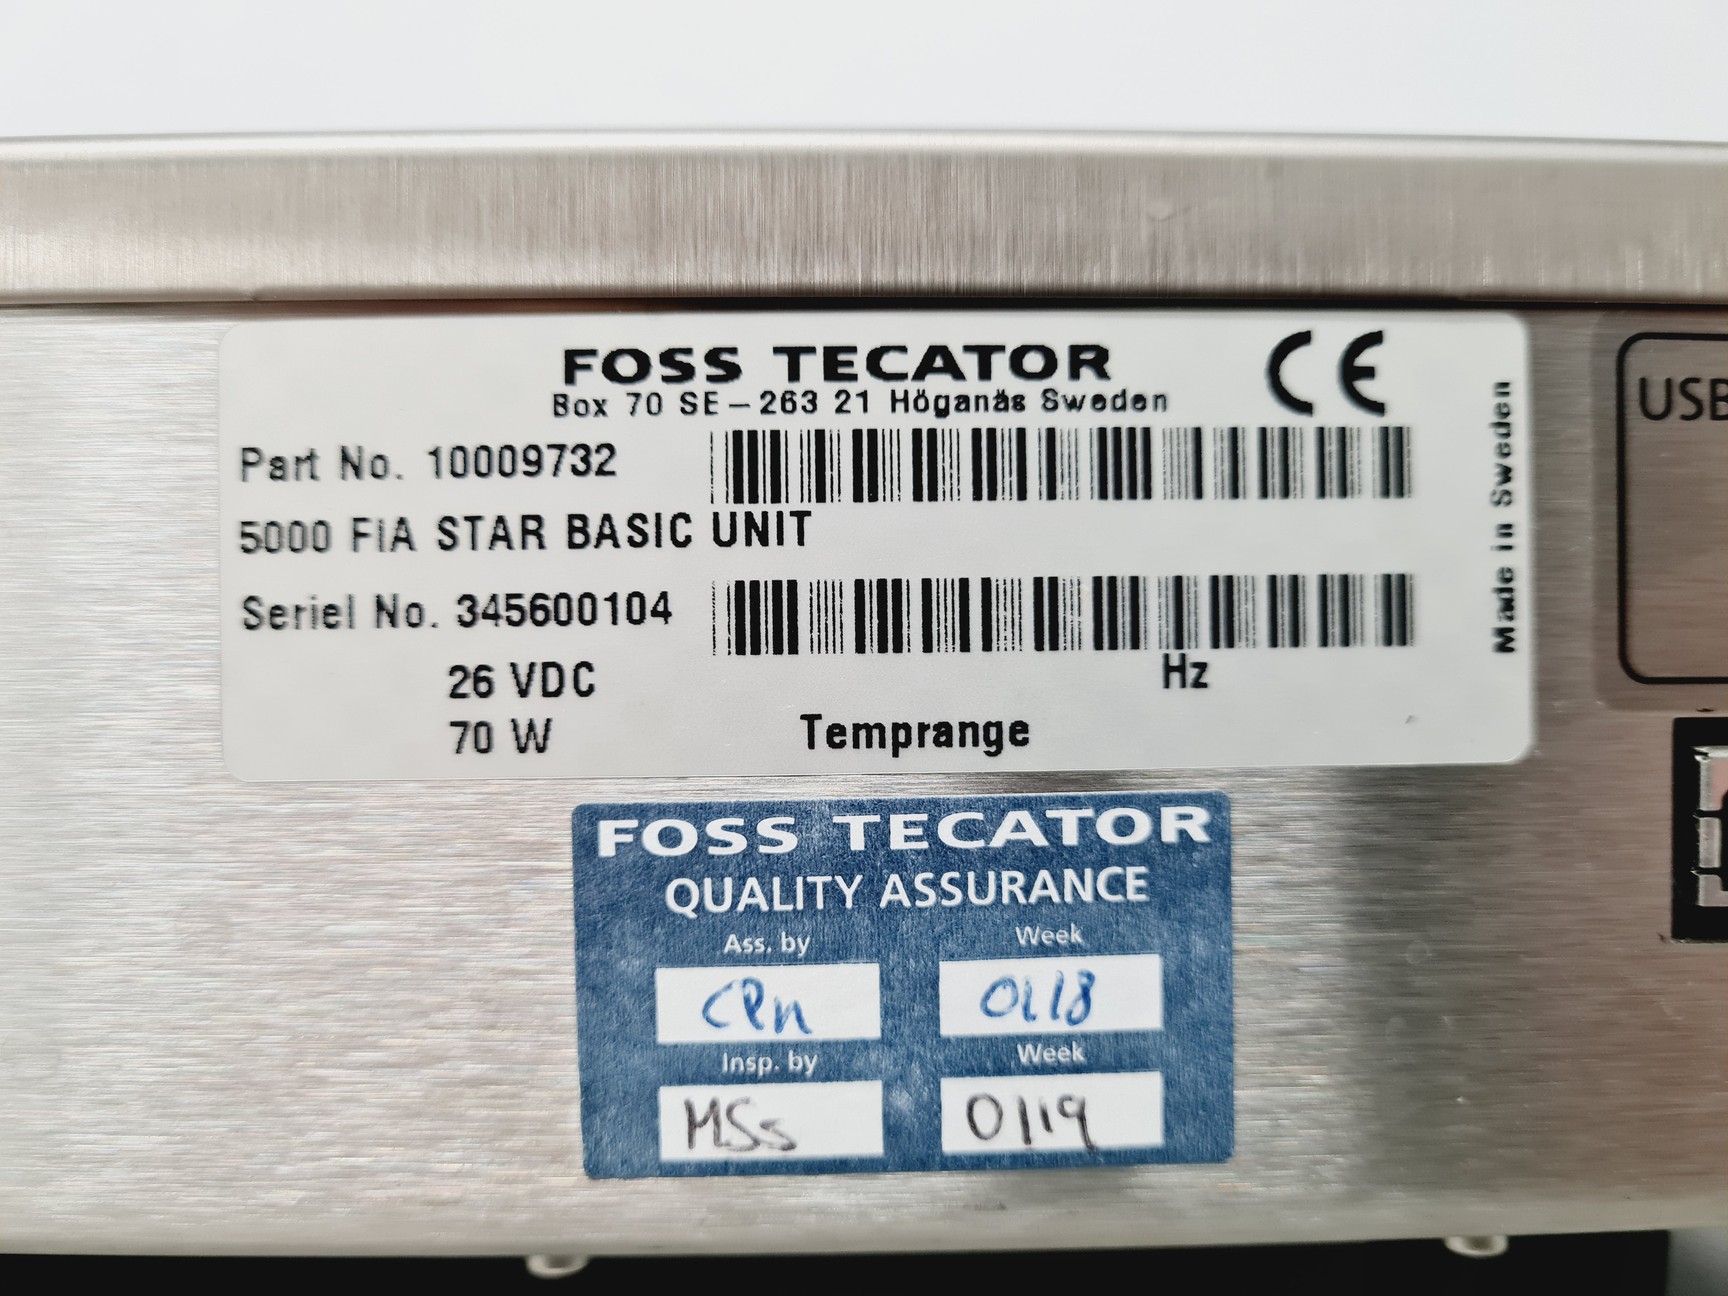 FOSS TECATOR
CE
Box 70 SE – 263 21 Höganäs Sweden
Part No. 10009732
5000 FIA STAR BASIC UNIT
Seriel No. 345600104
26 VDC
Hz
70 W
Temprange
Made in Sweden
USB
FOSS TECATOR
QUALITY ASSURANCE
Ass. by
Week
CPn
0118
Insp. by
Week
MSs
0119